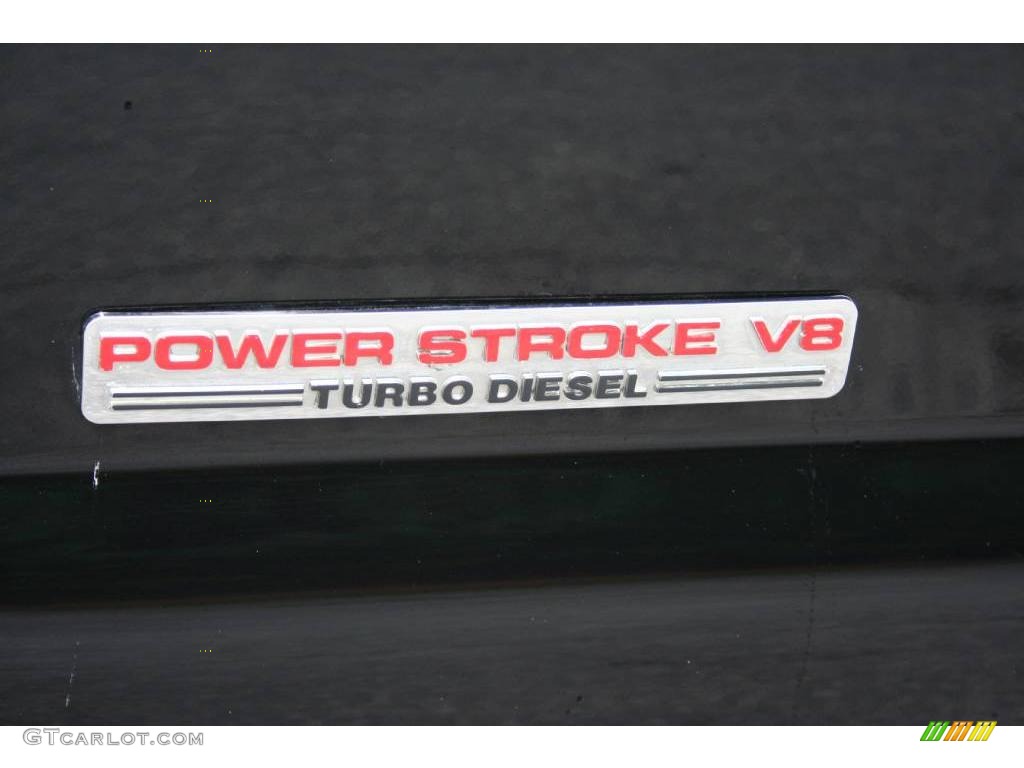 POWER STROKE V8
TURBO DIESEL
GTCARLOT.COM